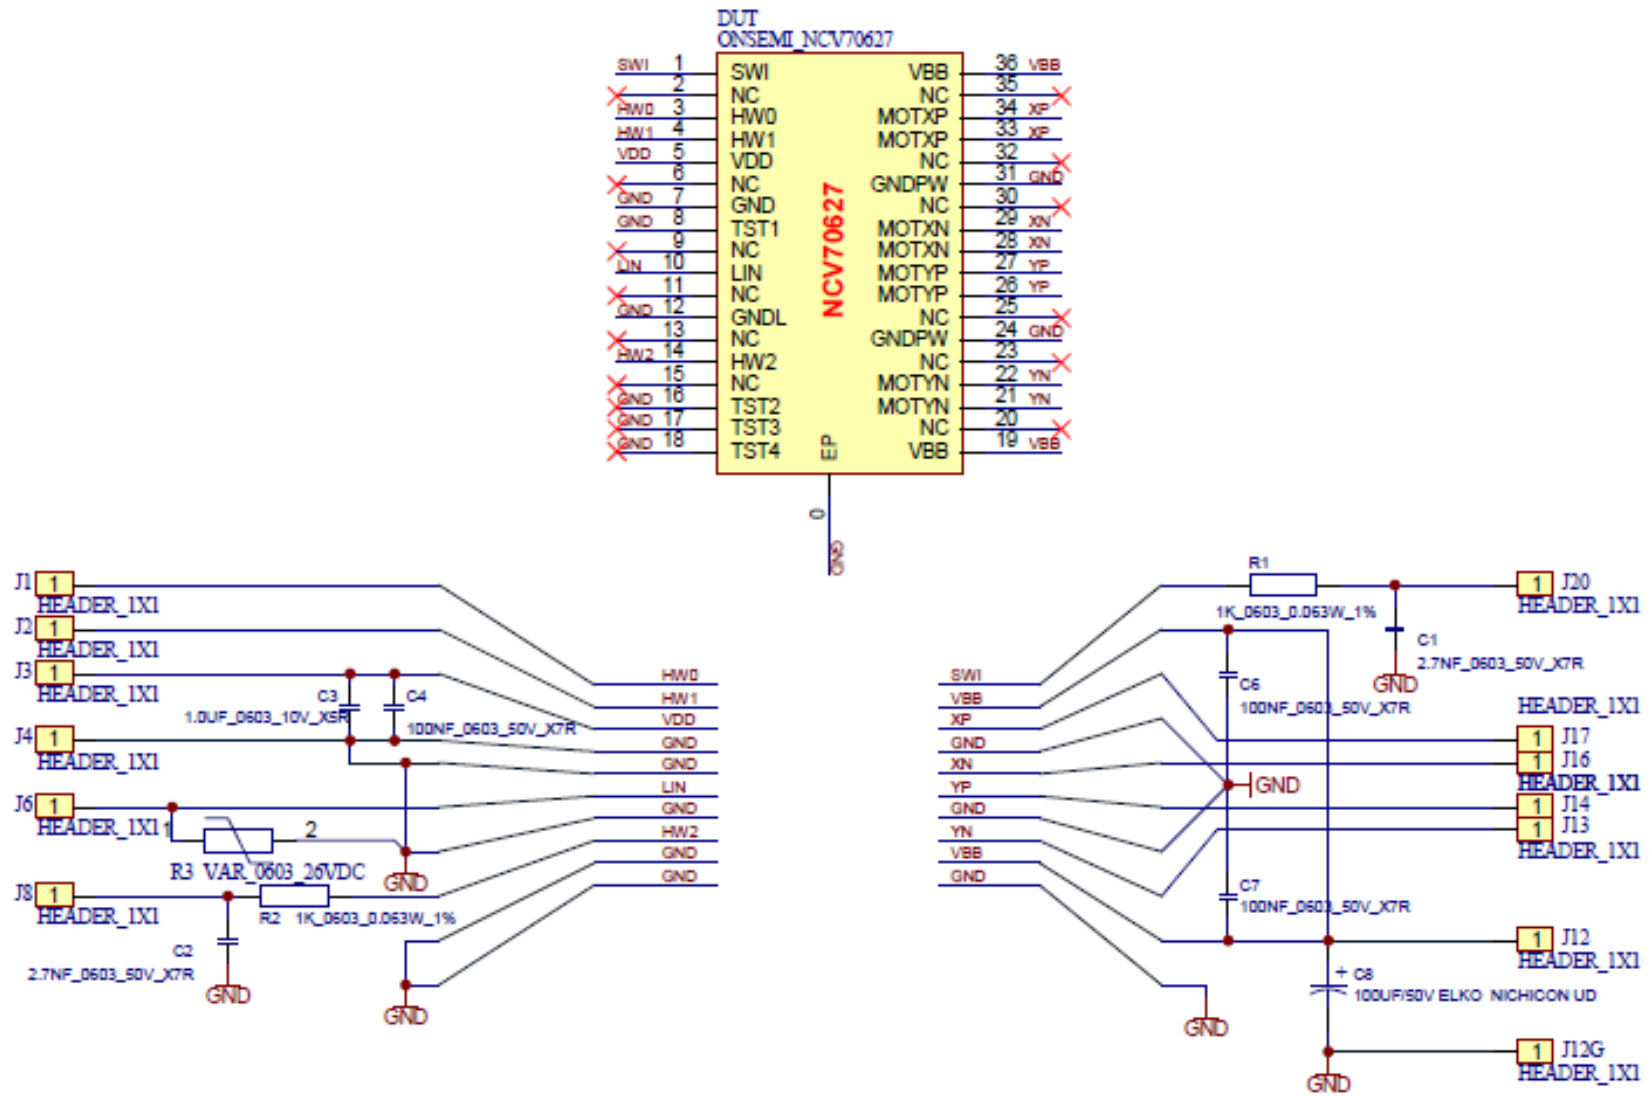 DUT
ONSEMI_NCV70627
SWI 1 SWI VBB 36 VBB
2 NC NC 35
HW0 3 HW0 MOTXP 34 XP
HW1 4 HW1 MOTXP 33 XP
VDD 5 VDD NC 32
6 NC GNDPW 31 GND
GND 7 GND NC 30
GND 8 TST1 MOTXN 29 XN
9 NC MOTXN 28 XN
LIN 10 LIN MOTYP 27 YP
11 NC MOTYP 26 YP
GND 12 GNDL NC 25
13 NC GNDPW 24 GND
HW2 14 HW2 NC 23
15 NC MOTYN 22 YN
GND 16 TST2 MOTYN 21 YN
GND 17 TST3 NC 20
GND 18 TST4 VBB 19 VBB
NCV70627
EP
0
GND
J1 1
HEADER_1X1
J2 1
HEADER_1X1
J3 1
HEADER_1X1
C3
1.0UF_0603_10V_X5R
C4
100NF_0603_50V_X7R
J4 1
HEADER_1X1
J6 1
HEADER_1X1
1 2
R3 VAR_0603_26VDC
GND
J8 1
HEADER_1X1
R2 1K_0603_0.063W_1%
C2
2.7NF_0603_50V_X7R
GND
GND
HW0
HW1
VDD
GND
GND
LIN
GND
HW2
GND
GND
SWI
VBB
XP
GND
XN
YP
GND
YN
VBB
GND
R1
1K_0603_0.063W_1%
1 J20
HEADER_1X1
C1
2.7NF_0603_50V_X7R
GND
C6
100NF_0603_50V_X7R
HEADER_1X1
1 J17
1 J16
HEADER_1X1
GND
1 J14
1 J13
HEADER_1X1
C7
100NF_0603_50V_X7R
1 J12
HEADER_1X1
+ C8
100UF/50V ELKO NICHICON UD
GND
1 J12G
HEADER_1X1
GND